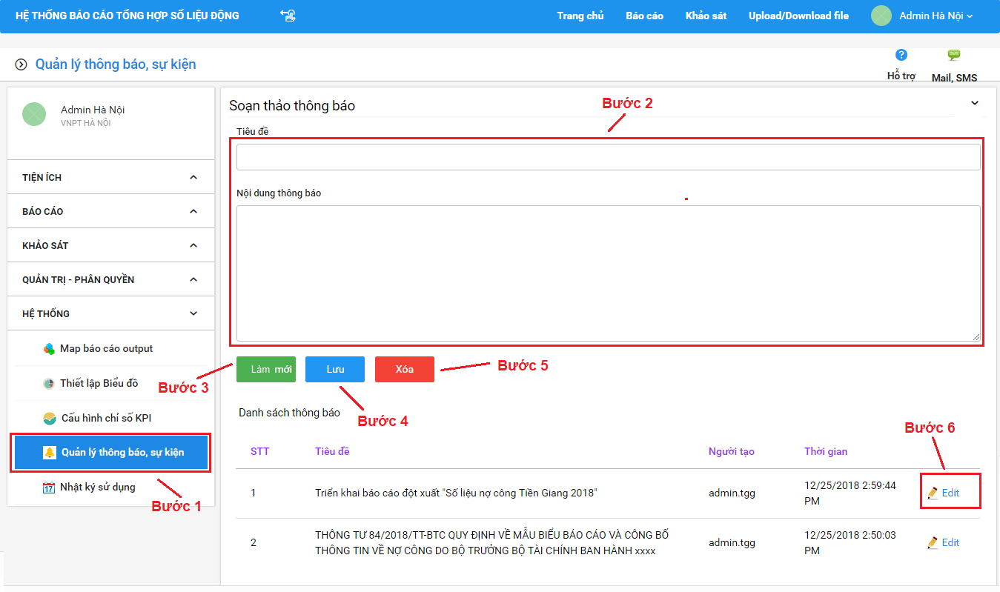 HỆ THỐNG BÁO CÁO TỔNG HỢP SỐ LIỆU ĐỘNG
Trang chủ
Báo cáo
Khảo sát
Upload/Download file
Admin Hà Nội
Quản lý thông báo, sự kiện
Hỗ trợ
SMS
Mail, SMS
Admin Hà Nội
VNPT HÀ NỘI
TIỆN ÍCH
BÁO CÁO
KHẢO SÁT
QUẢN TRỊ - PHÂN QUYỀN
HỆ THỐNG
Map báo cáo output
Thiết lập Biểu đồ
Cấu hình chỉ số KPI
Quản lý thông báo, sự kiện
17
Nhật ký sử dụng
Bước 1
Soạn thảo thông báo
Bước 2
Tiêu đề
Nội dung thông báo
Làm mới
Lưu
Xóa
Bước 3
Bước 4
Bước 5
Danh sách thông báo
Bước 6
STT
Tiêu đề
Người tạo
Thời gian
1
Triển khai báo cáo đột xuất "Số liệu nợ công Tiền Giang 2018"
admin.tgg
12/25/2018 2:59:44
PM
Edit
2
THÔNG TƯ 84/2018/TT-BTC QUY ĐỊNH VỀ MẪU BIỂU BÁO CÁO VÀ CÔNG BỐ
THÔNG TIN VỀ NỢ CÔNG DO BỘ TRƯỞNG BỘ TÀI CHÍNH BAN HÀNH xxxx
admin.tgg
12/25/2018 2:50:03
PM
Edit